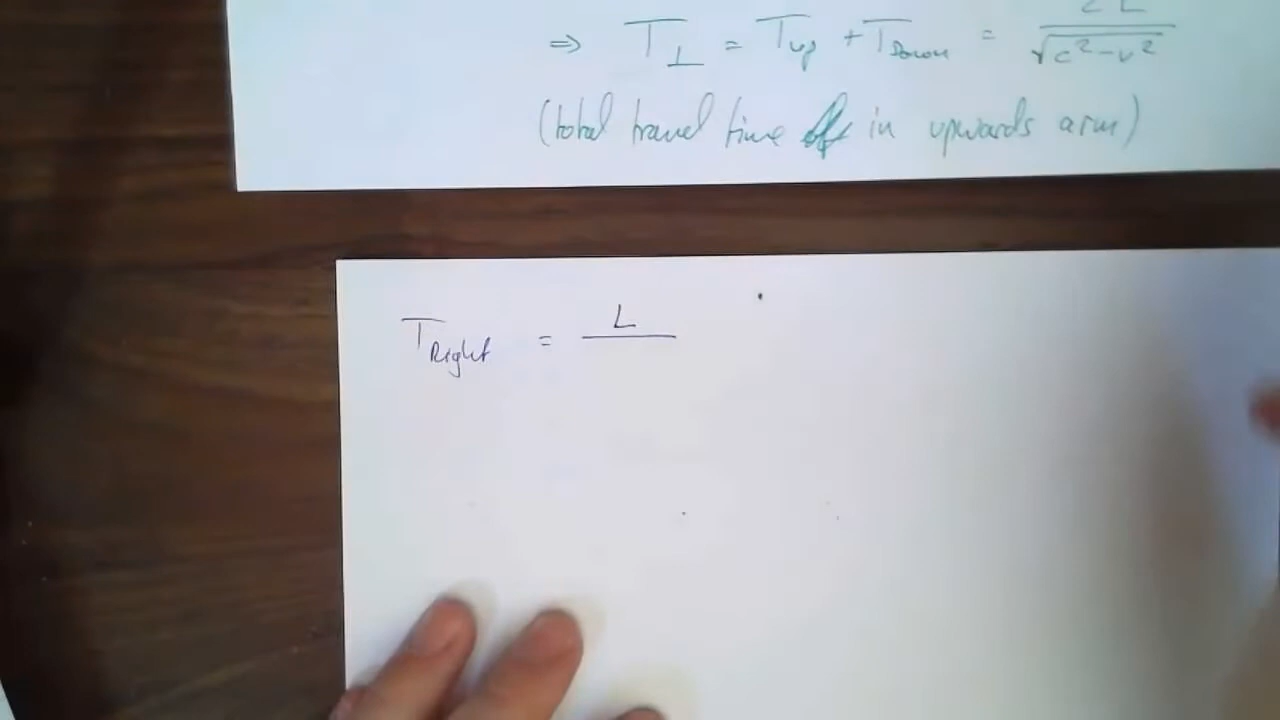 ⇒ T⊥ = Tup + TDown = 2L / √c²-v²
(total travel time in upwards arm)
TRight = L /